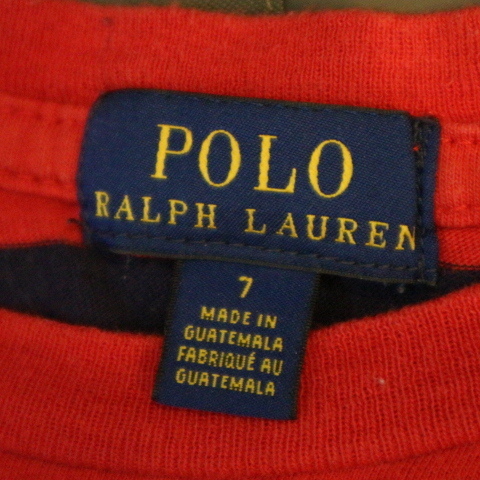 POLO
RALPH LAUREN
7
MADE IN
GUATEMALA
FABRIQUÉ AU
GUATEMALA